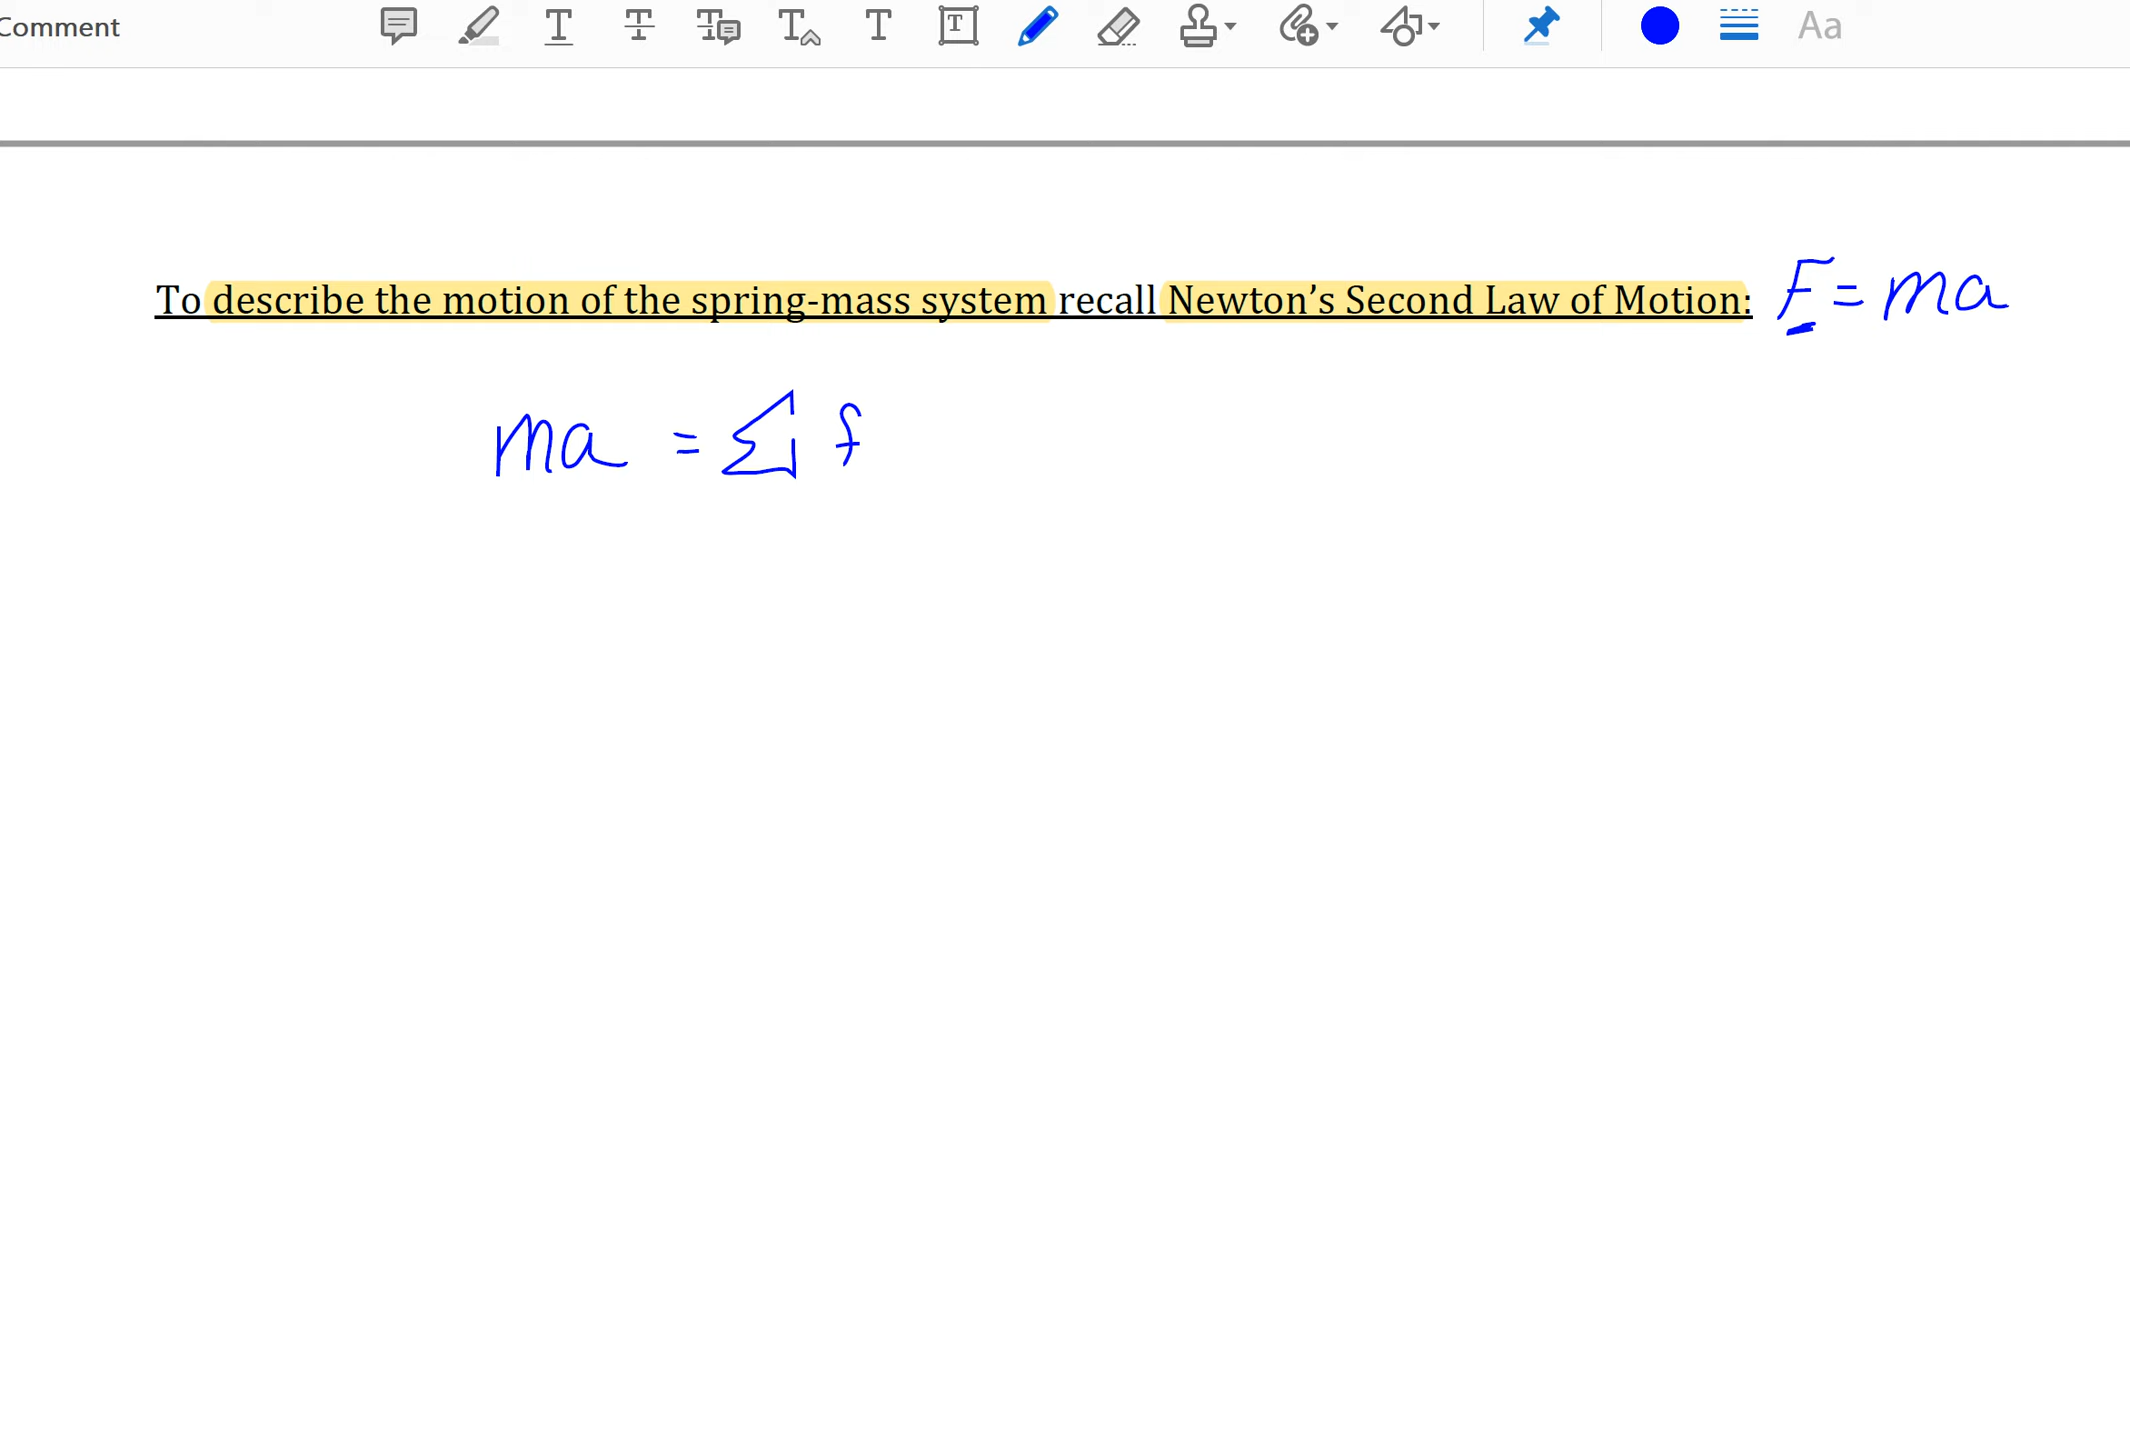 Comment T T T T T T Aa
To describe the motion of the spring-mass system recall Newton’s Second Law of Motion: F = ma
ma = ∑ f